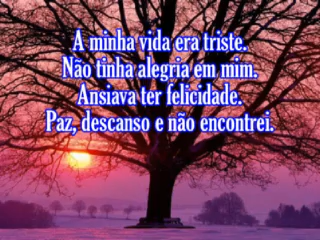 A minha vida era triste.
Não tinha alegria em mim.
Ansiava ter felicidade.
Paz, descanso e não encontrei.